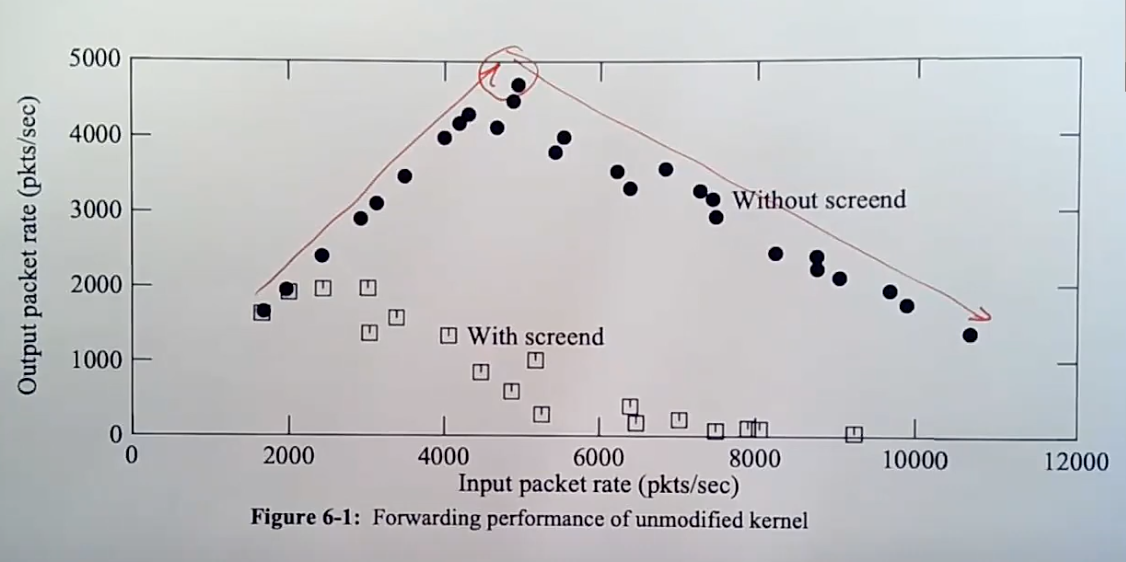 5000
4000
3000
2000
1000
0
Output packet rate (pkts/sec)
Without screend
With screend
0 2000 4000 6000 8000 10000 12000
Input packet rate (pkts/sec)
Figure 6-1: Forwarding performance of unmodified kernel